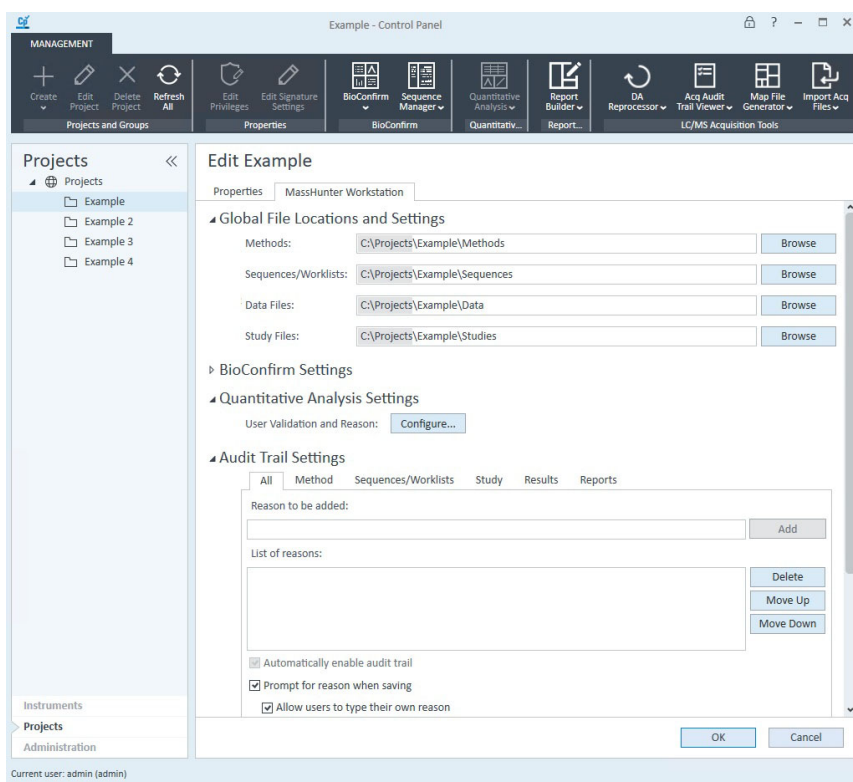 Cp
Example - Control Panel
?
MANAGEMENT
Create
Edit Project
Delete Project
Refresh All
Projects and Groups
Edit Privileges
Edit Signature Settings
Properties
BioConfirm
Sequence Manager
BioConfirm
Quantitative Analysis
Quantitativ...
Report Builder
Report...
DA Reprocessor
Acq Audit Trail Viewer
Map File Generator
Import Acq Files
LC/MS Acquisition Tools
Projects
Projects
Example
Example 2
Example 3
Example 4
Instruments
Projects
Administration
Edit Example
Properties MassHunter Workstation
Global File Locations and Settings
Methods: C:\Projects\Example\Methods Browse
Sequences/Worklists: C:\Projects\Example\Sequences Browse
Data Files: C:\Projects\Example\Data Browse
Study Files: C:\Projects\Example\Studies Browse
BioConfirm Settings
Quantitative Analysis Settings
User Validation and Reason: Configure...
Audit Trail Settings
All Method Sequences/Worklists Study Results Reports
Reason to be added:
Add
List of reasons:
Delete
Move Up
Move Down
Automatically enable audit trail
Prompt for reason when saving
Allow users to type their own reason
OK Cancel
Current user: admin (admin)